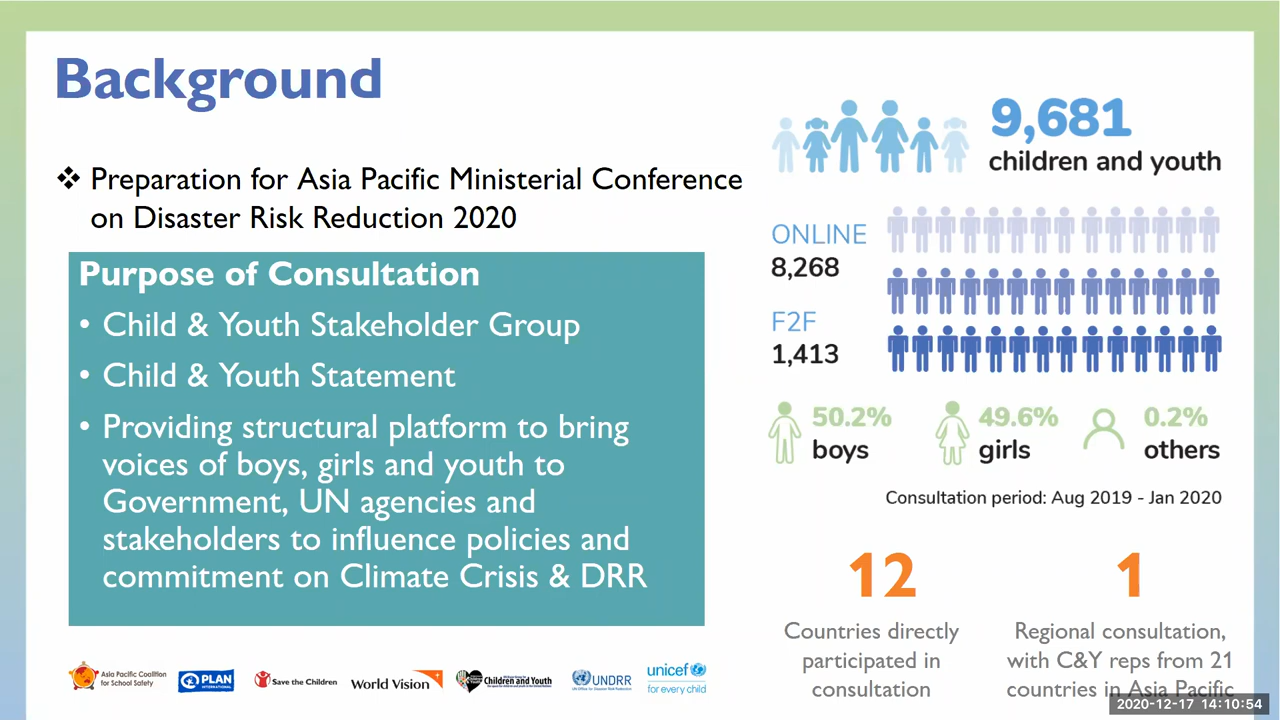 Background
❖ Preparation for Asia Pacific Ministerial Conference
on Disaster Risk Reduction 2020
Purpose of Consultation
• Child & Youth Stakeholder Group
• Child & Youth Statement
• Providing structural platform to bring
voices of boys, girls and youth to
Government, UN agencies and
stakeholders to influence policies and
commitment on Climate Crisis & DRR
9,681
children and youth
ONLINE
8,268
F2F
1,413
50.2%
boys
49.6%
girls
0.2%
others
Consultation period: Aug 2019 - Jan 2020
12
Countries directly
participated in
consultation
1
Regional consultation,
with C&Y reps from 21
countries in Asia Pacific
Asia Pacific Coalition
for School Safety
PLAN
INTERNATIONAL
Save the Children
World Vision
Children and Youth
UNDRR
UN Office for Disaster Risk Reduction
unicef
for every child
2020-12-17 14:10:54